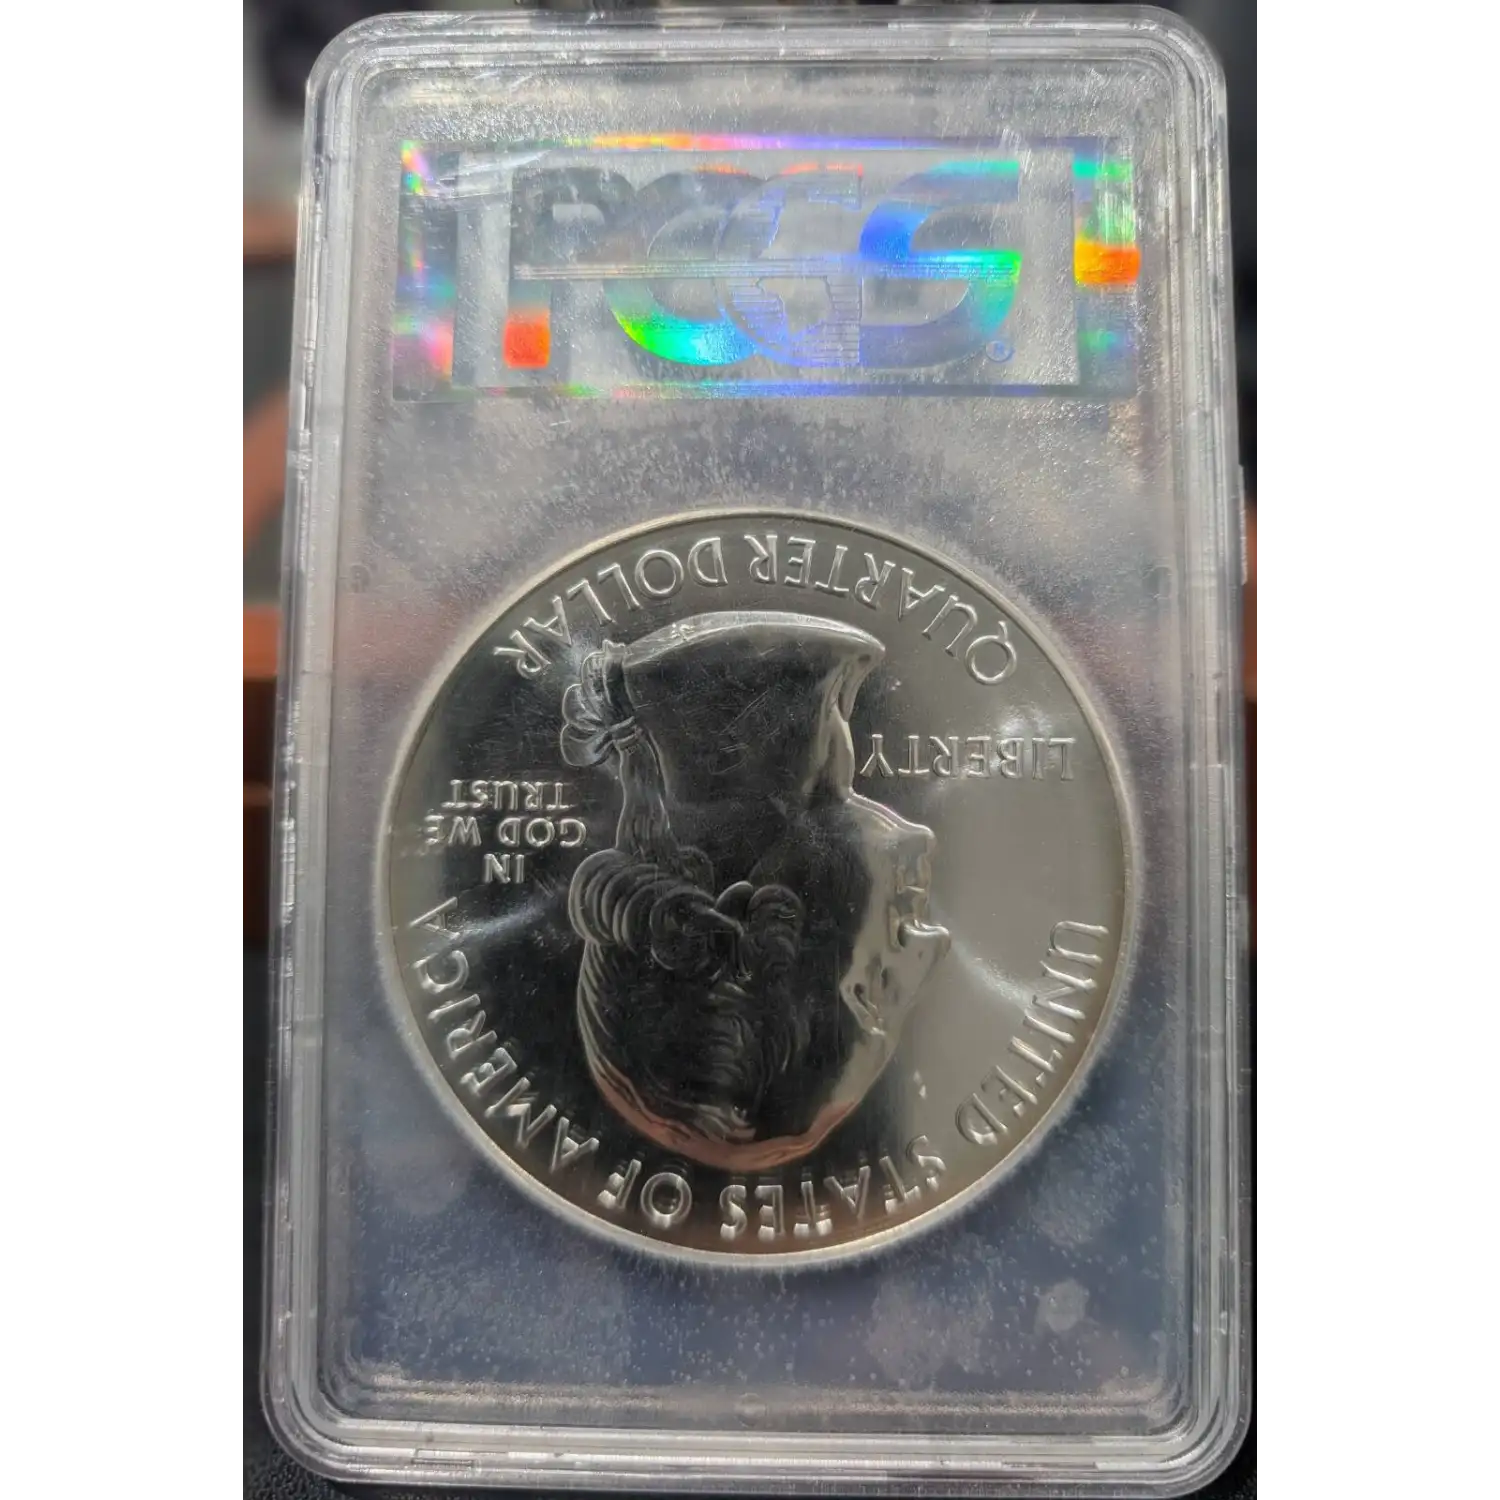 PCGS
®
UNITED STATES OF AMERICA
LIBERTY
IN
GOD WE
TRUST
QUARTER DOLLAR